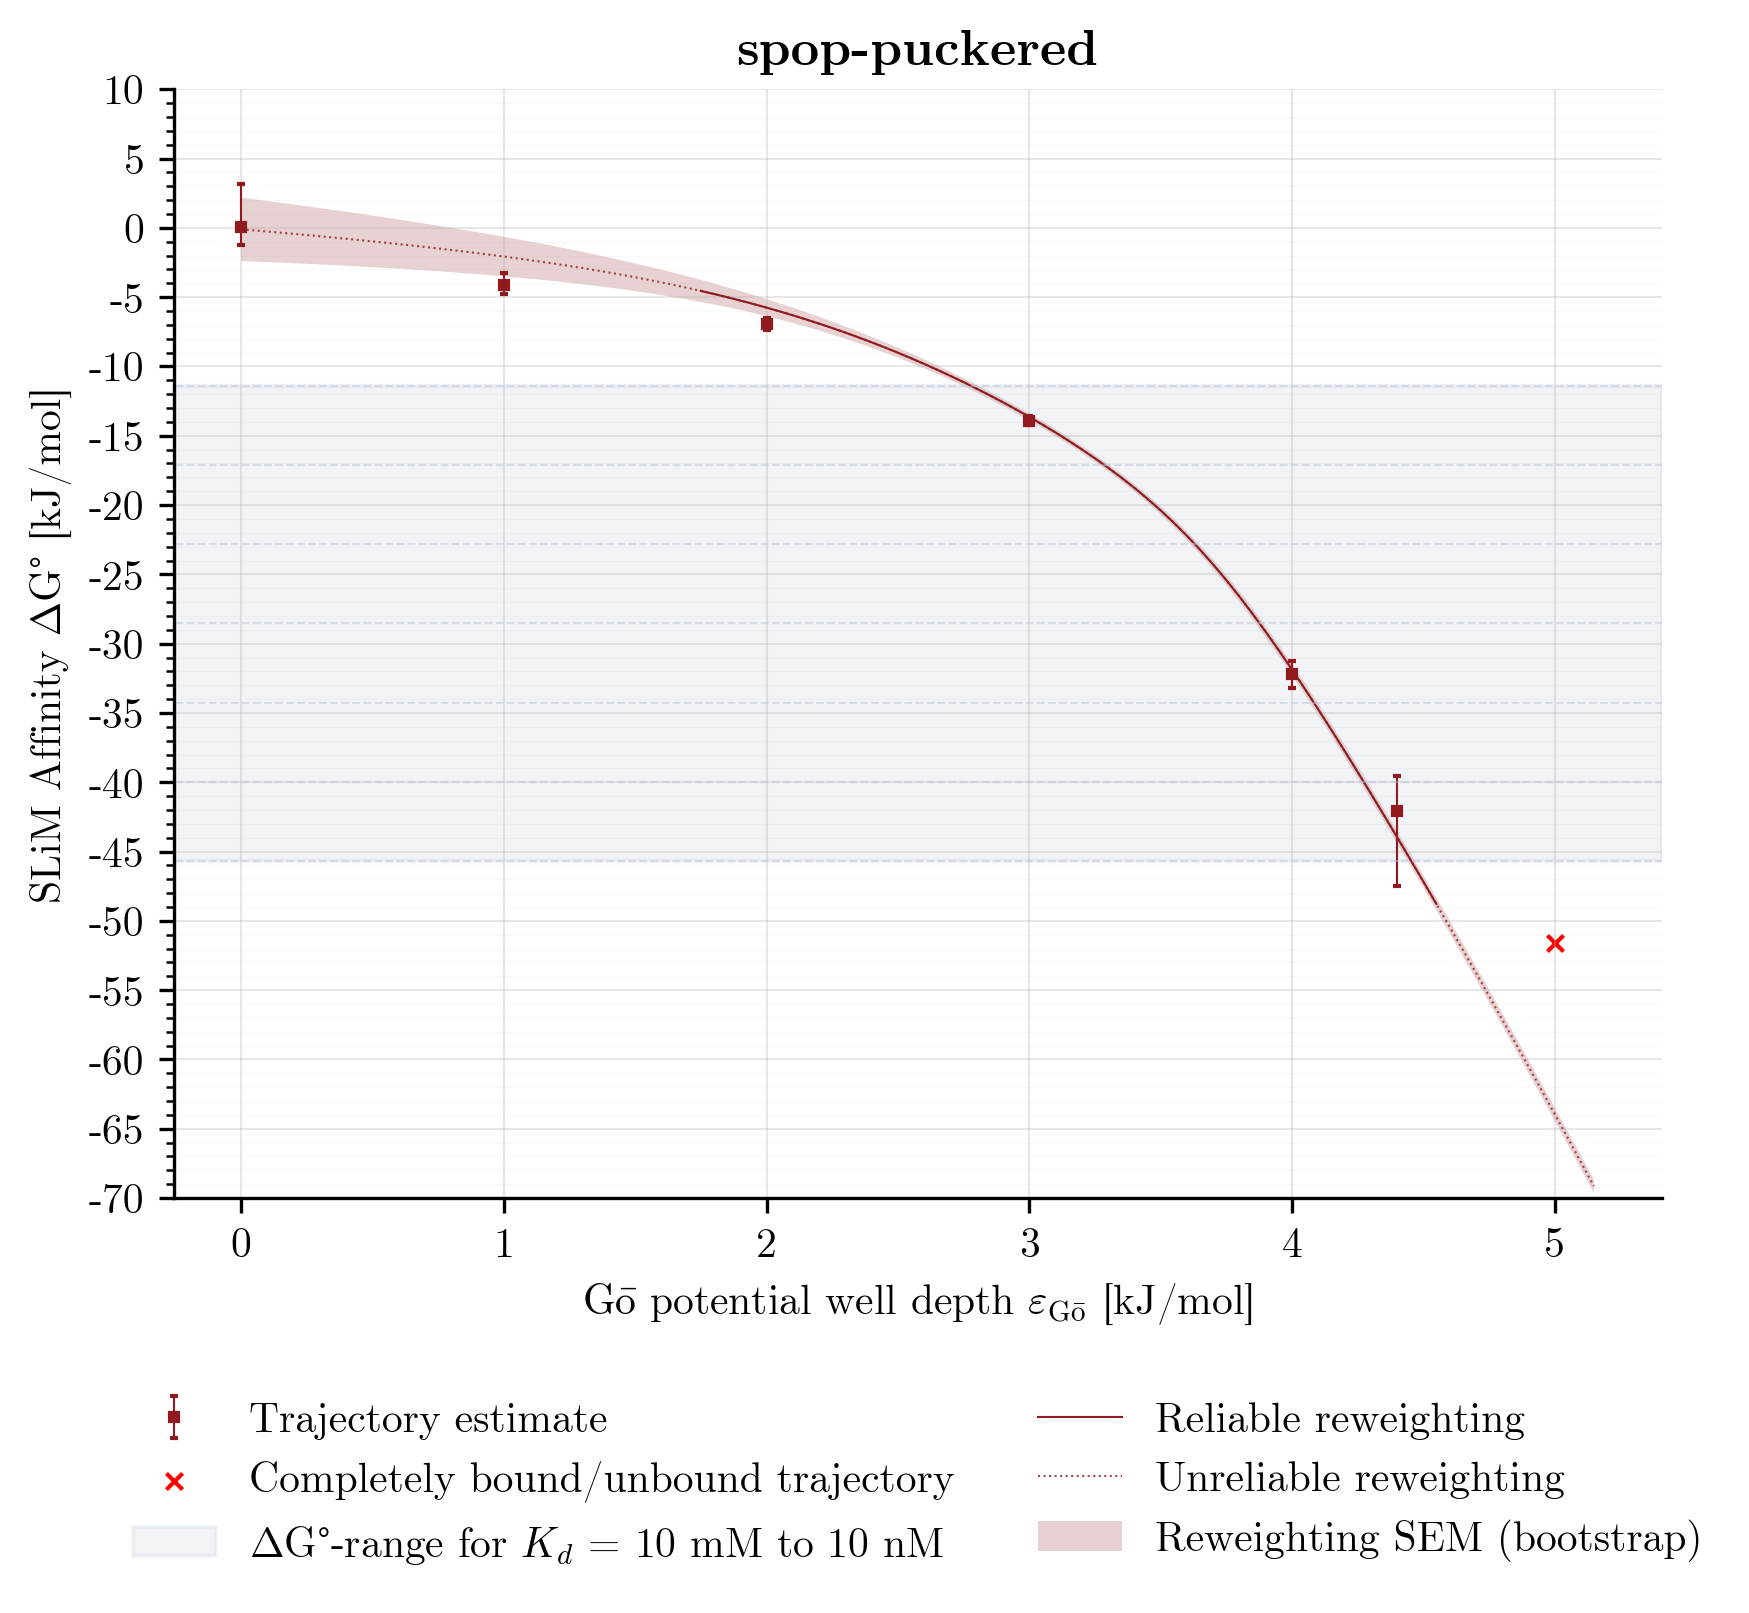 spop-puckered
10
5
0
-5
-10
-15
-20
-25
-30
-35
-40
-45
-50
-55
-60
-65
-70
SLiM Affinity ΔG° [kJ/mol]
0 1 2 3 4 5
Gō potential well depth ε_Gō [kJ/mol]
Trajectory estimate
Completely bound/unbound trajectory
ΔG°-range for K_d = 10 mM to 10 nM
Reliable reweighting
Unreliable reweighting
Reweighting SEM (bootstrap)